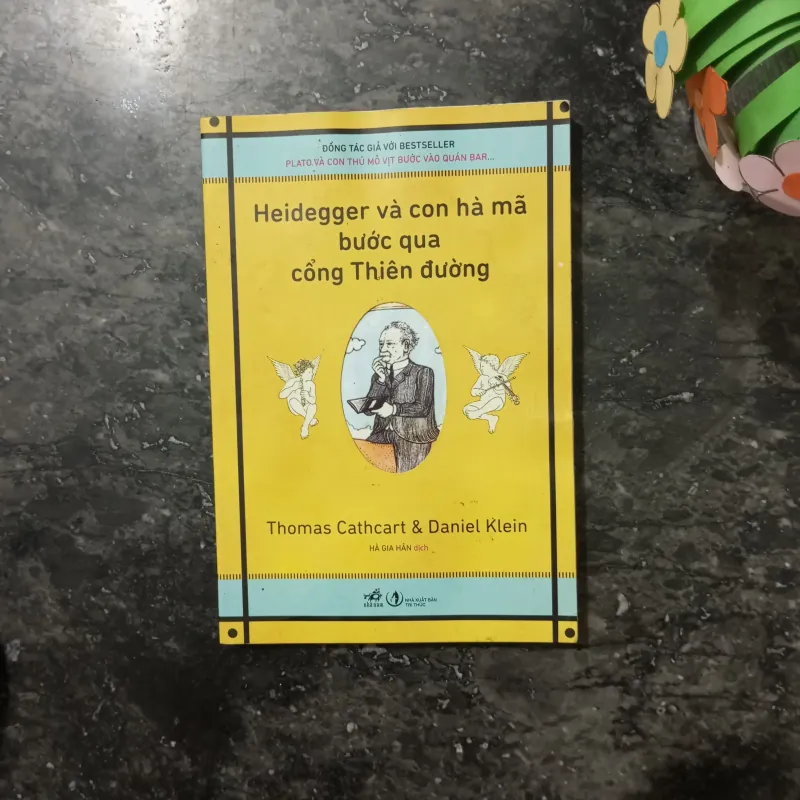 ĐỒNG TÁC GIẢ VỚI BESTSELLER
PLATO VÀ CON THÚ MỎ VỊT BƯỚC VÀO QUÁN BAR...
Heidegger và con hà mã
bước qua
cổng Thiên đường
Thomas Cathcart & Daniel Klein
HÀ GIA HÂN dịch
nhã nam
NHÀ XUẤT BẢN
TRI THỨC